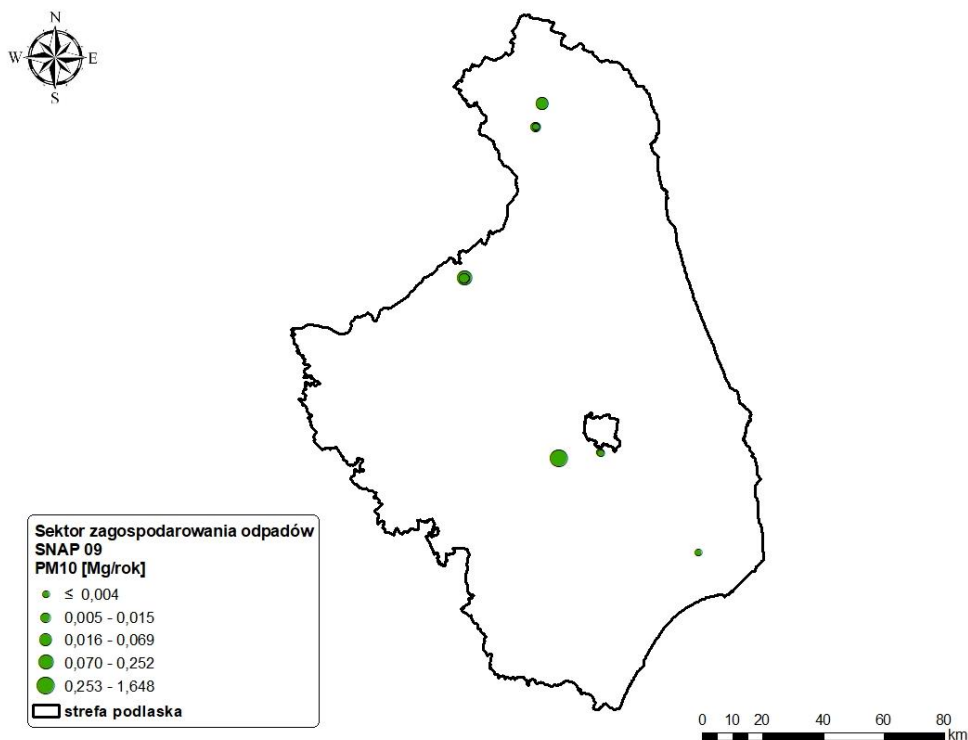 N
W E
S
Sektor zagospodarowania odpadów
SNAP 09
PM10 [Mg/rok]
≤ 0,004
0,005 - 0,015
0,016 - 0,069
0,070 - 0,252
0,253 - 1,648
strefa podlaska
0 10 20 40 60 80
km